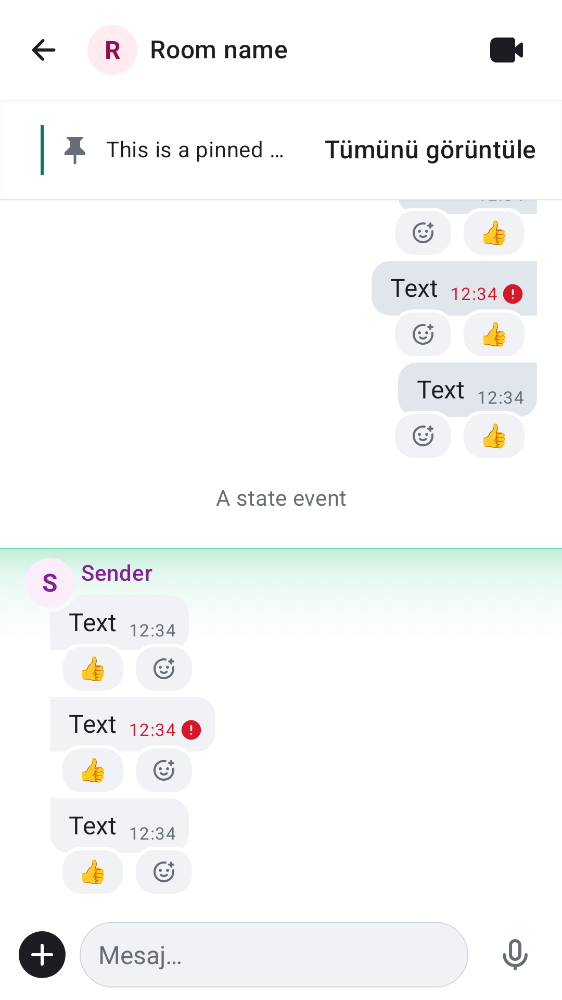 R Room name
This is a pinned … Tümünü görüntüle
Text 12:34
Text 12:34
A state event
S Sender
Text 12:34
Text 12:34
Text 12:34
Mesaj…